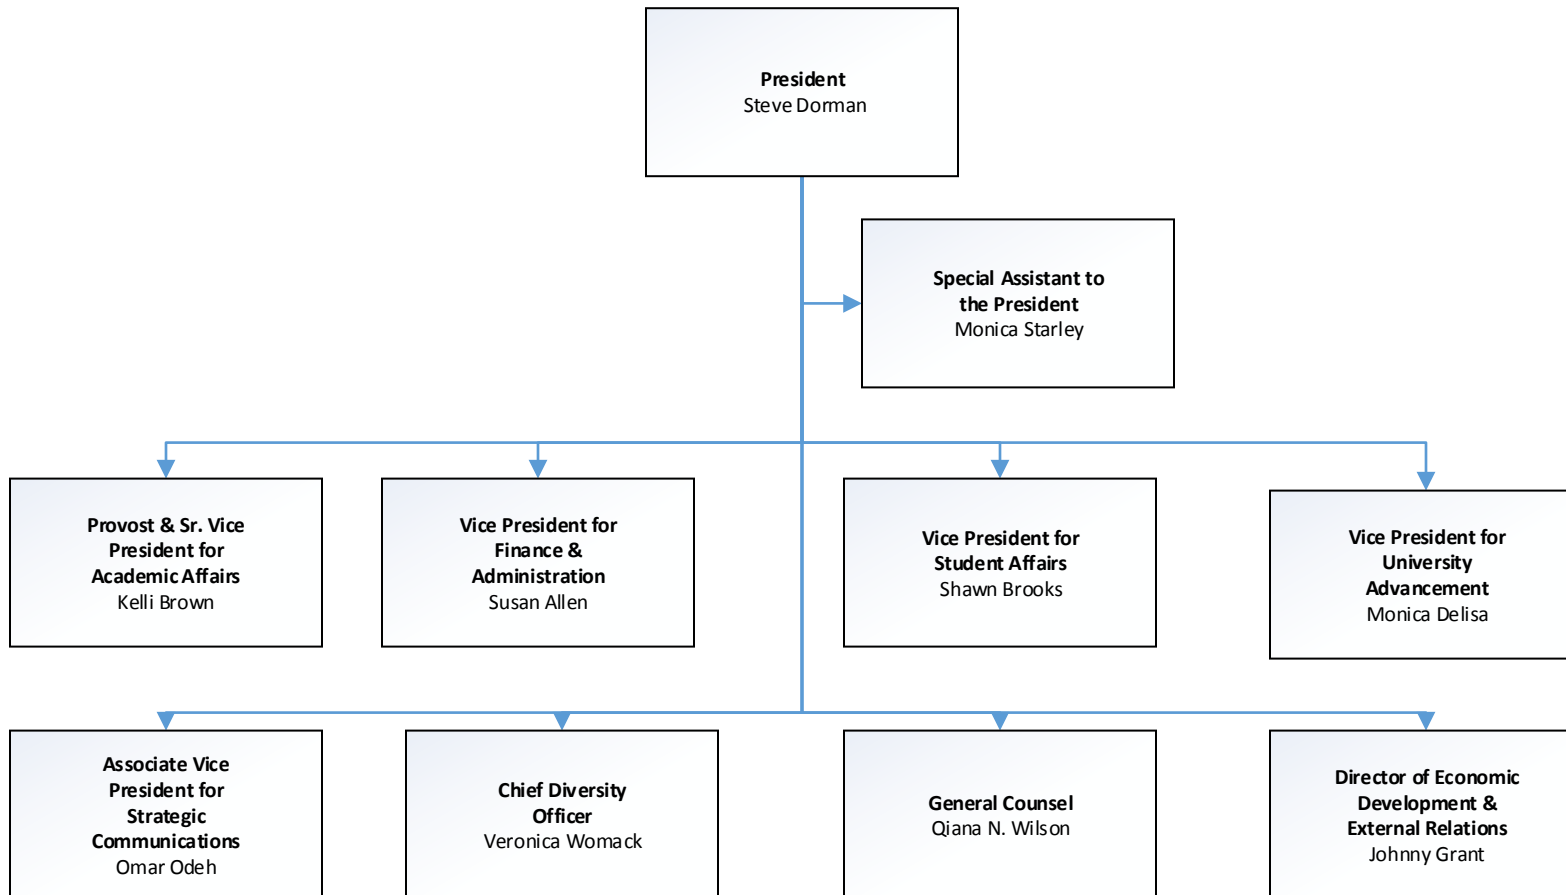 President
Steve Dorman
Special Assistant to
the President
Monica Starley
Provost & Sr. Vice
President for
Academic Affairs
Kelli Brown
Vice President for
Finance &
Administration
Susan Allen
Vice President for
Student Affairs
Shawn Brooks
Vice President for
University
Advancement
Monica Delisa
Associate Vice
President for
Strategic
Communications
Omar Odeh
Chief Diversity
Officer
Veronica Womack
General Counsel
Qiana N. Wilson
Director of Economic
Development &
External Relations
Johnny Grant